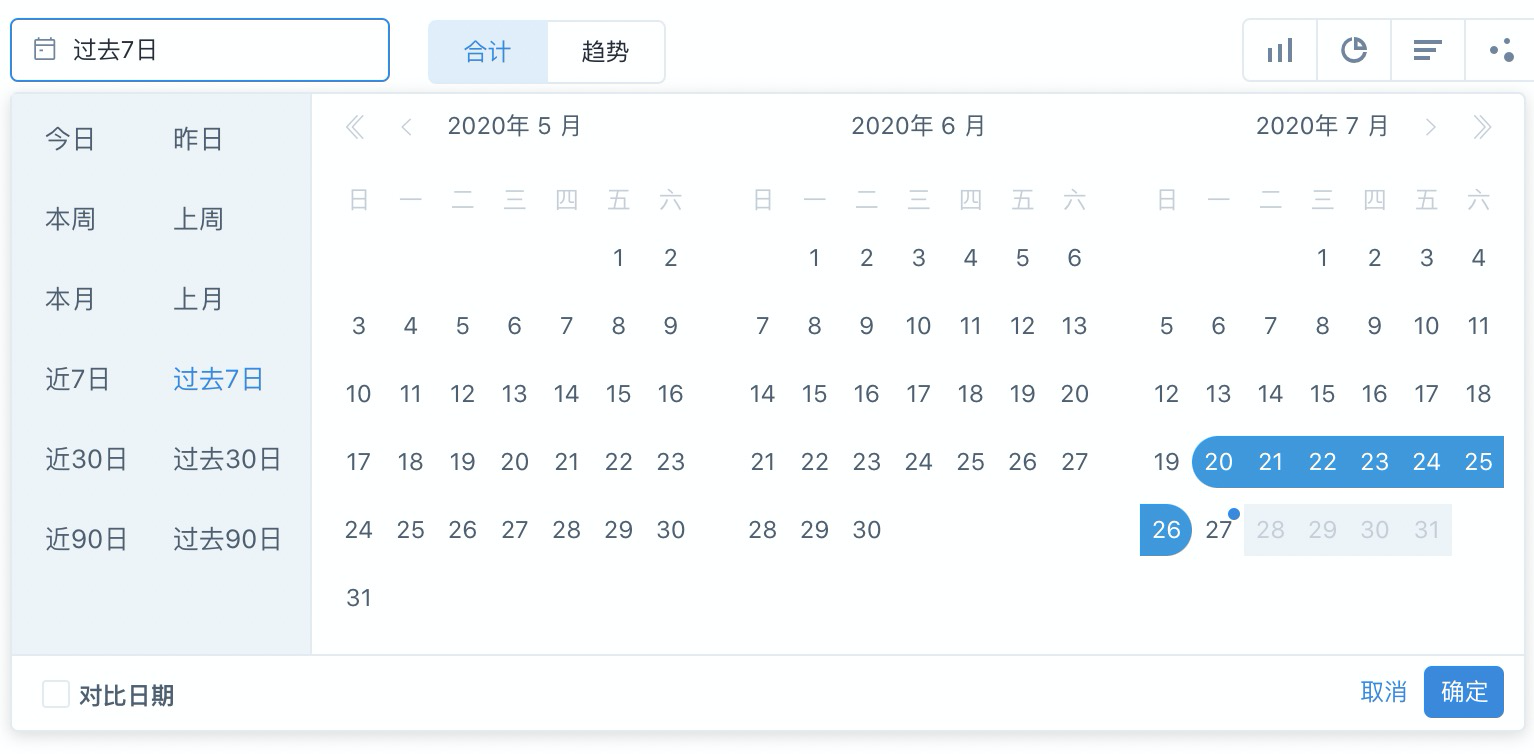 过去7日
合计 趋势
今日 昨日
本周 上周
本月 上月
近7日 过去7日
近30日 过去30日
近90日 过去90日
2020年 5 月
日 一 二 三 四 五 六
1 2
3 4 5 6 7 8 9
10 11 12 13 14 15 16
17 18 19 20 21 22 23
24 25 26 27 28 29 30
31
2020年 6 月
日 一 二 三 四 五 六
1 2 3 4 5 6
7 8 9 10 11 12 13
14 15 16 17 18 19 20
21 22 23 24 25 26 27
28 29 30
2020年 7 月
日 一 二 三 四 五 六
1 2 3 4
5 6 7 8 9 10 11
12 13 14 15 16 17 18
19 20 21 22 23 24 25
26 27 28 29 30 31
对比日期
取消 确定